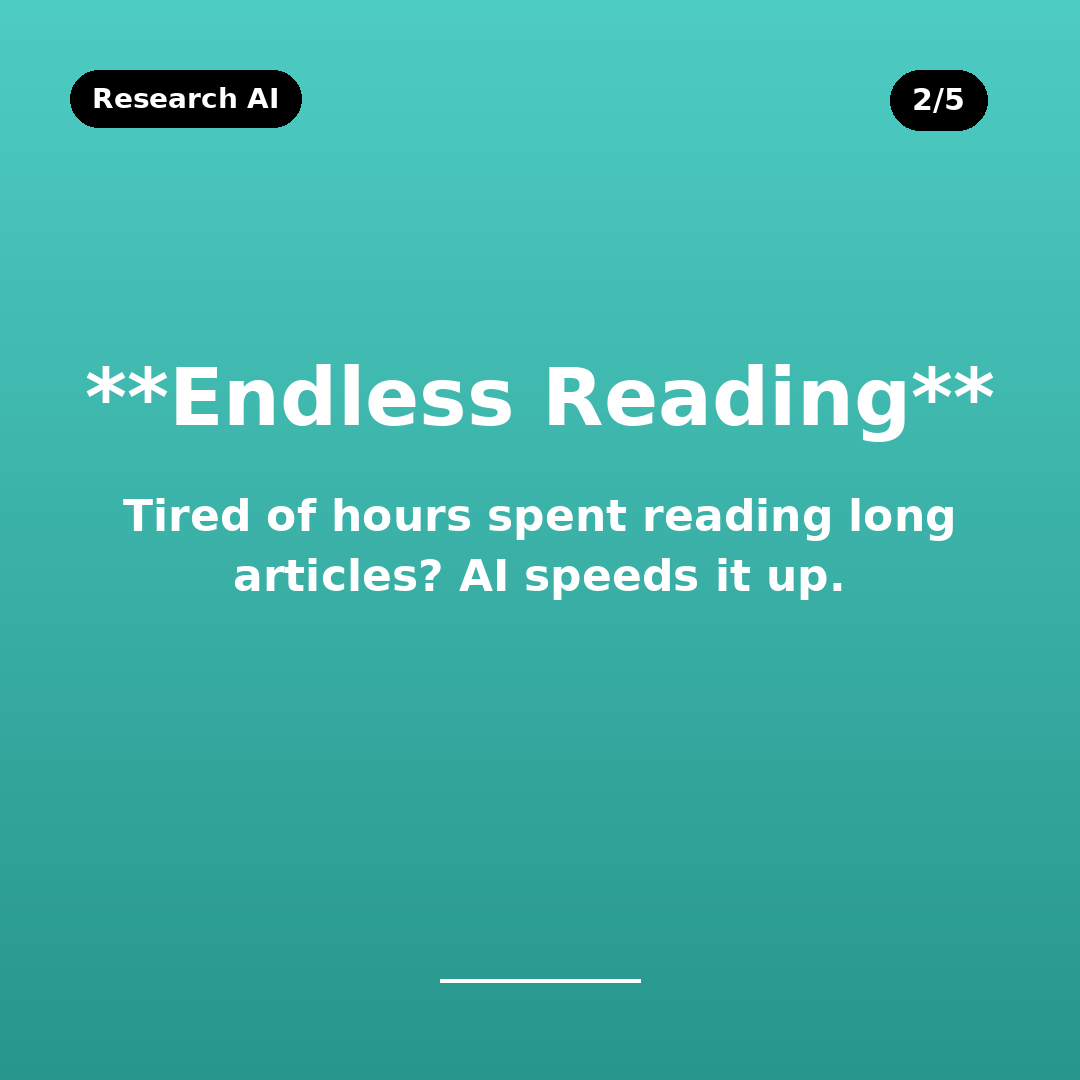 Research AI
2/5
**Endless Reading**
Tired of hours spent reading long
articles? AI speeds it up.